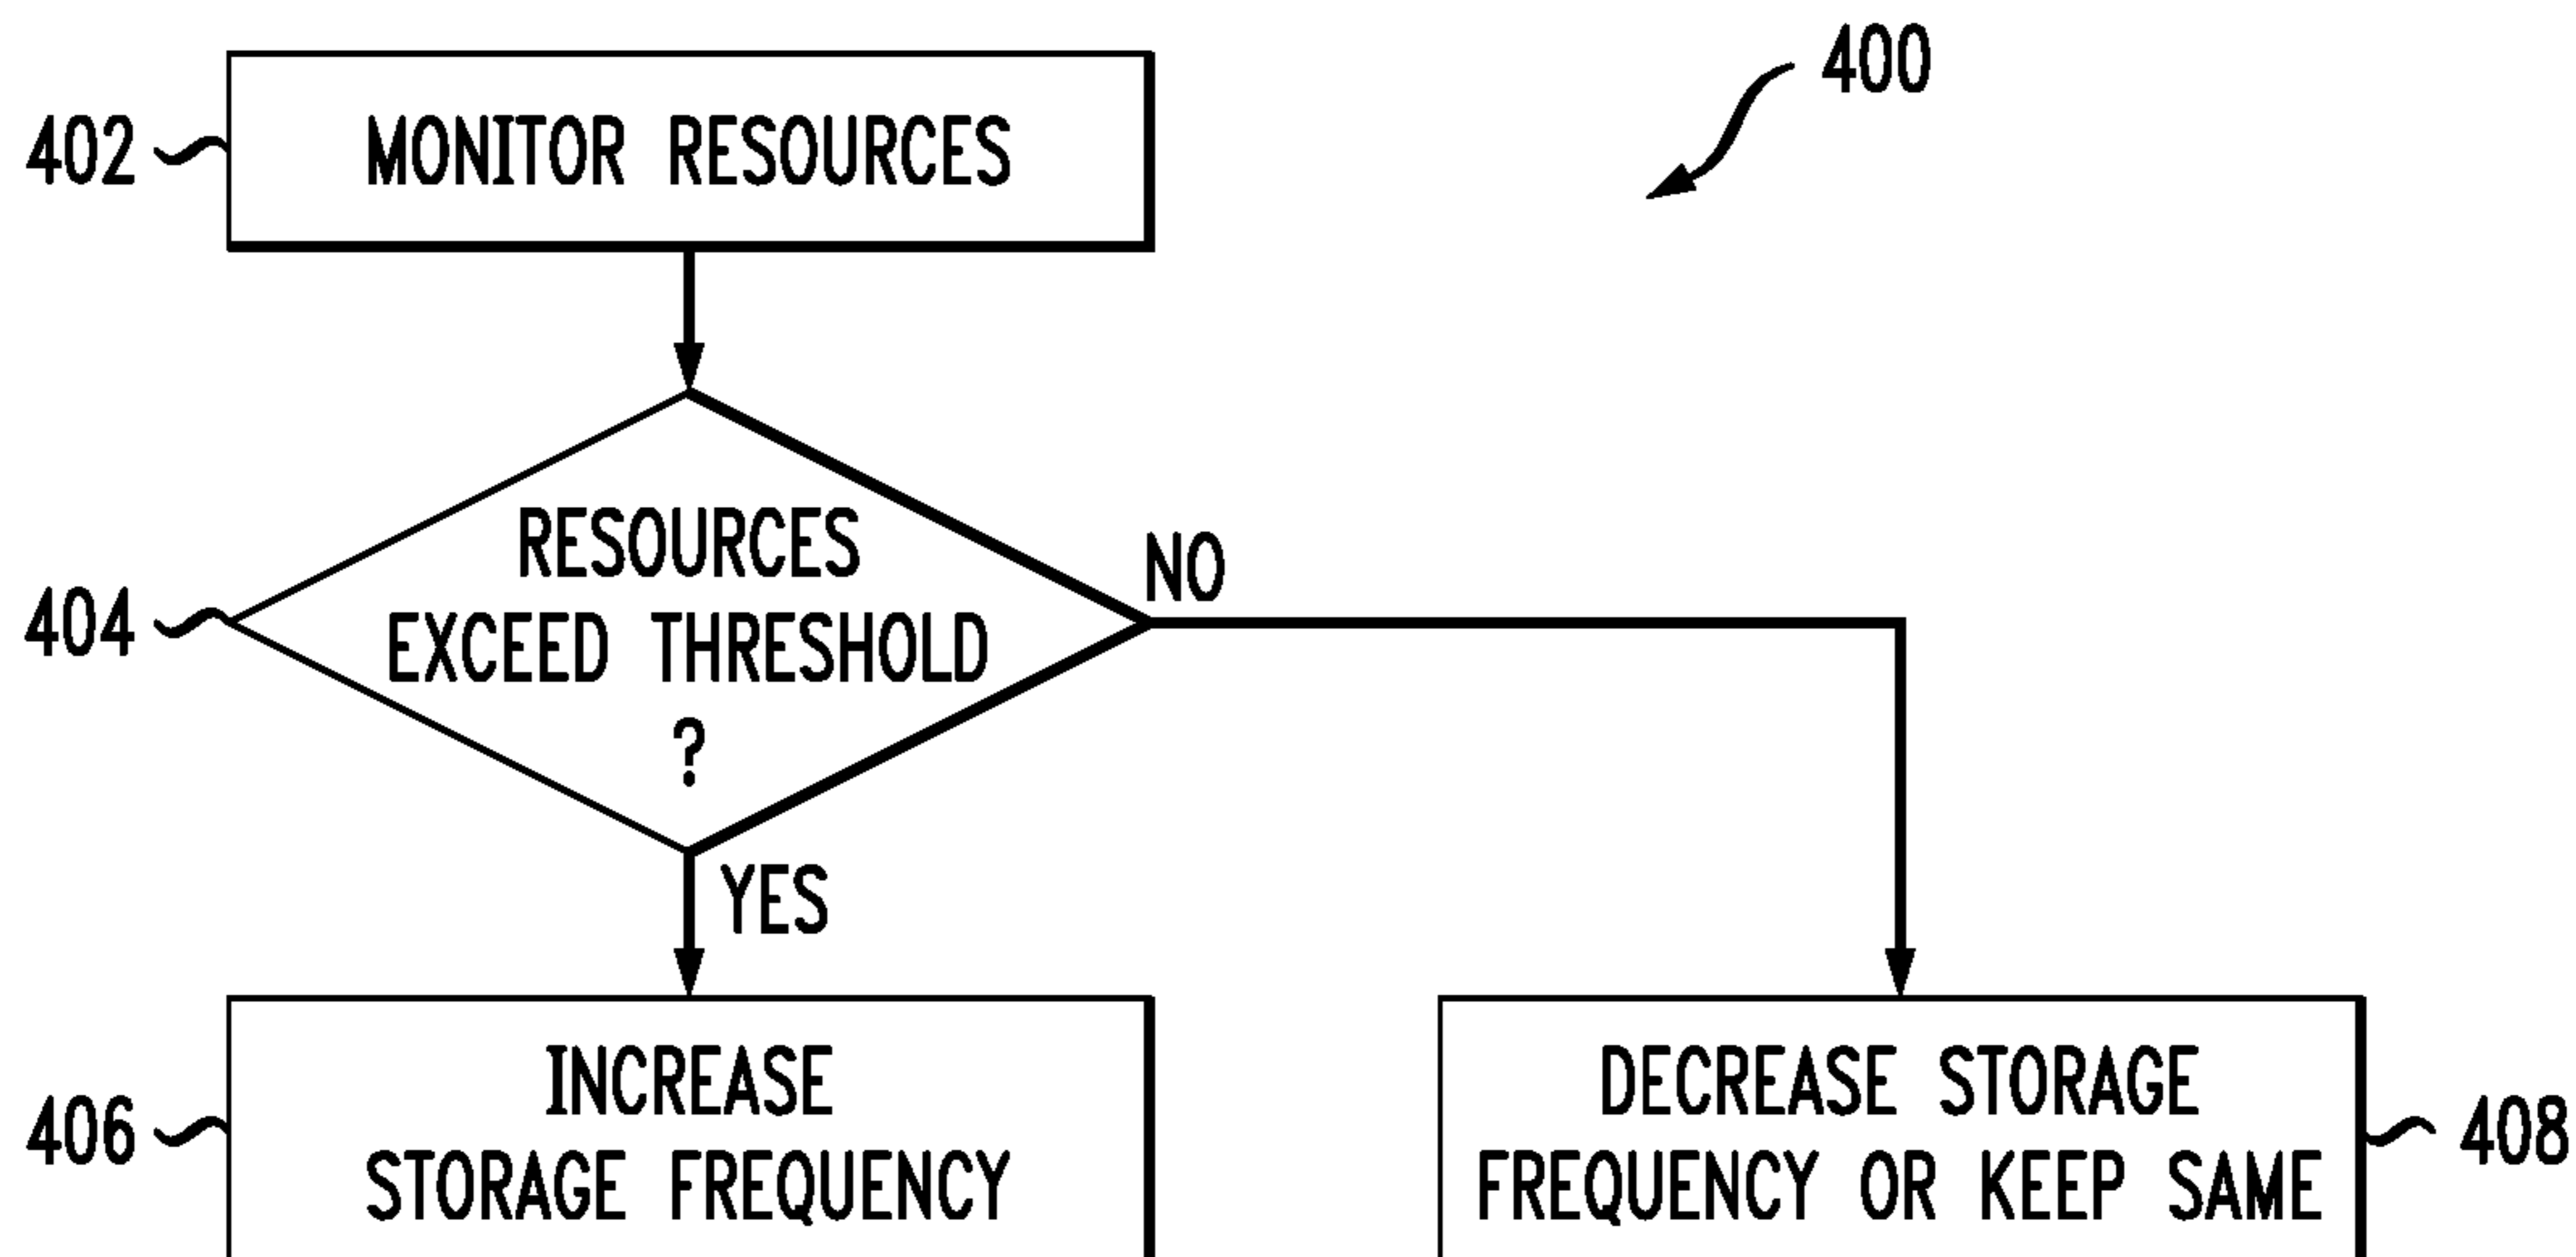 400
402
MONITOR RESOURCES
404
RESOURCES
EXCEED THRESHOLD
?
NO
YES
406
INCREASE
STORAGE FREQUENCY
DECREASE STORAGE
FREQUENCY OR KEEP SAME
408